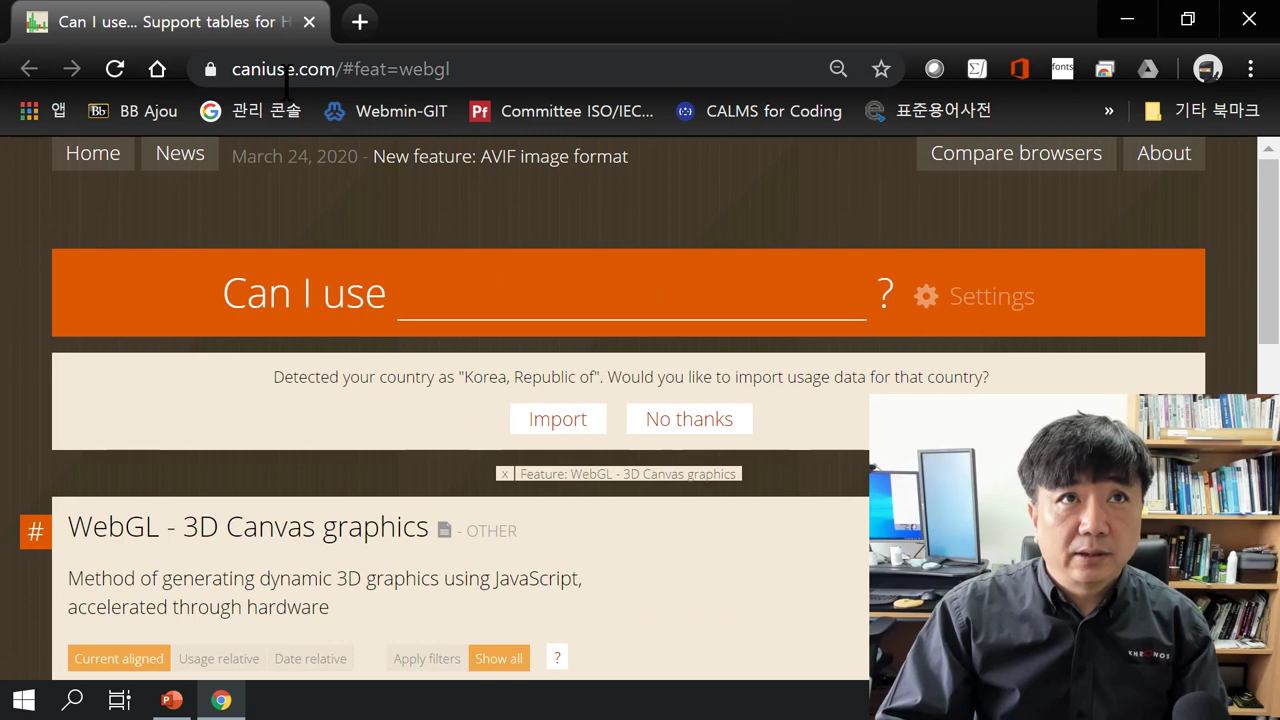 Can I use... Support tables for H
caniuse.com/#feat=webgl
fonts
앱
Bb
BB Ajou
관리 콘솔
Webmin-GIT
Pf
Committee ISO/IEC...
CALMS for Coding
표준용어사전
»
기타 북마크
Home
News
March 24, 2020 - New feature: AVIF image format
Compare browsers
About
Can I use ?
Settings
Detected your country as "Korea, Republic of". Would you like to import usage data for that country?
Import
No thanks
x Feature: WebGL - 3D Canvas graphics
# WebGL - 3D Canvas graphics - OTHER
Method of generating dynamic 3D graphics using JavaScript,
accelerated through hardware
Current aligned
Usage relative
Date relative
Apply filters
Show all
?
KHRONOS